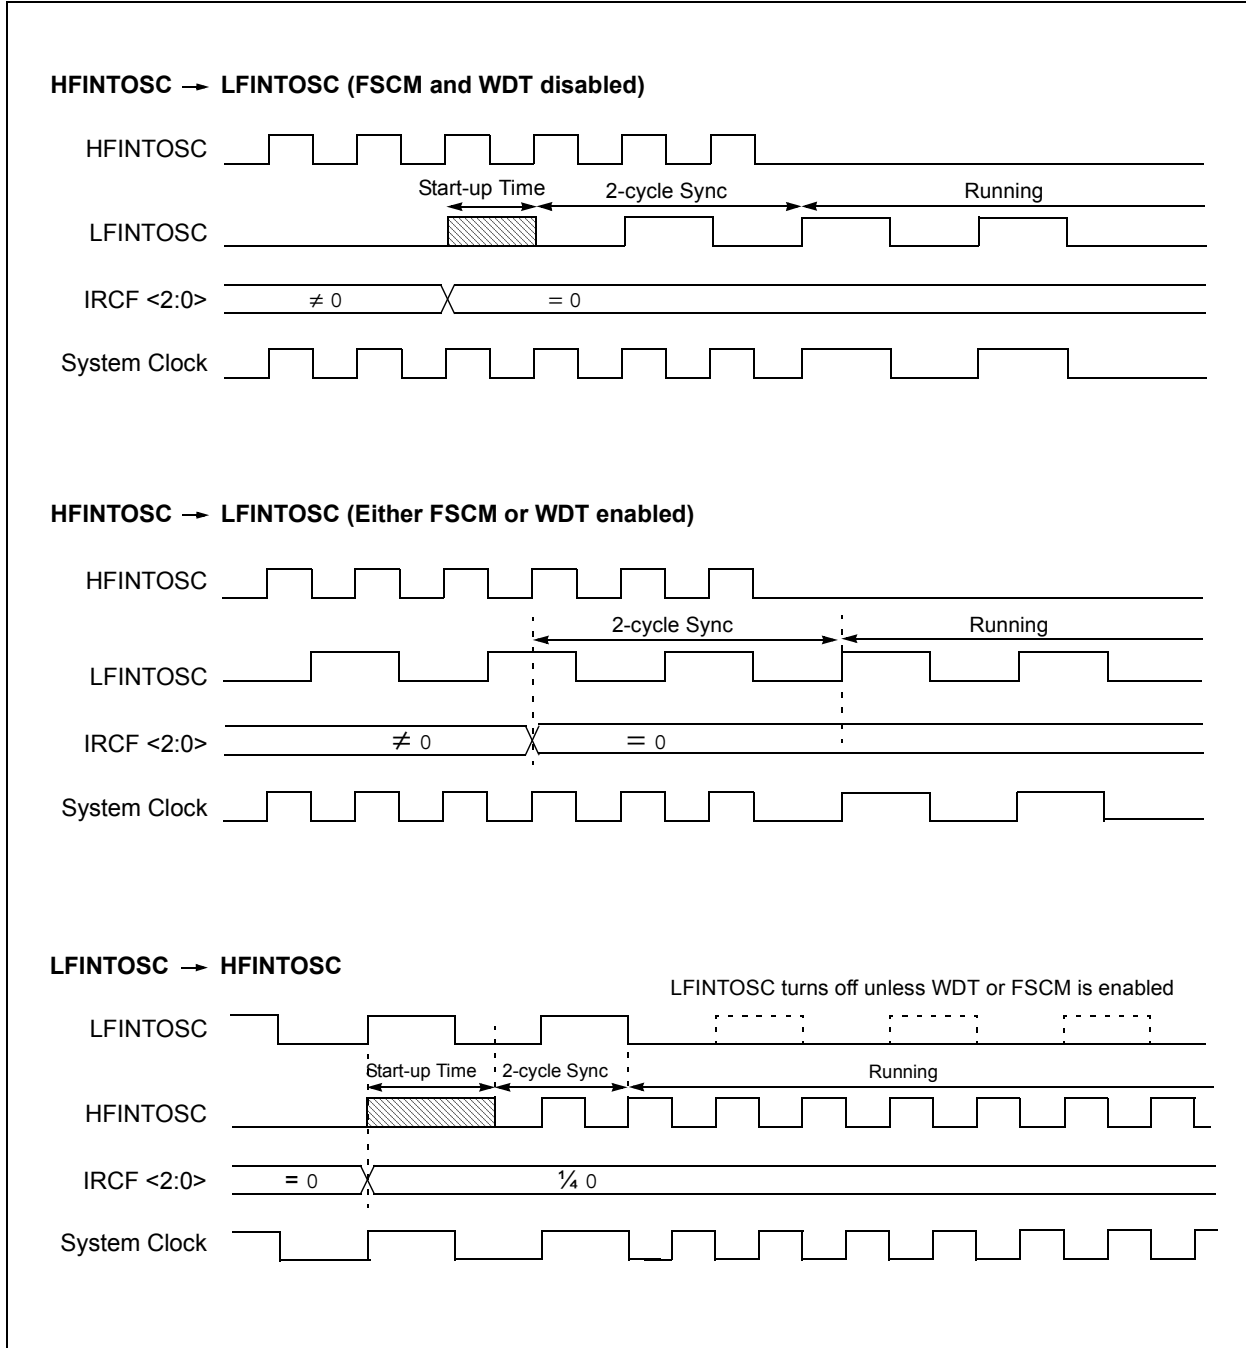 HFINTOSC → LFINTOSC (FSCM and WDT disabled)
HFINTOSC
Start-up Time 2-cycle Sync Running
LFINTOSC
IRCF <2:0> ≠ 0 = 0
System Clock
HFINTOSC → LFINTOSC (Either FSCM or WDT enabled)
HFINTOSC
2-cycle Sync Running
LFINTOSC
IRCF <2:0> ≠ 0 = 0
System Clock
LFINTOSC → HFINTOSC
LFINTOSC turns off unless WDT or FSCM is enabled
LFINTOSC
Start-up Time 2-cycle Sync Running
HFINTOSC
IRCF <2:0> = 0 ¼ 0
System Clock